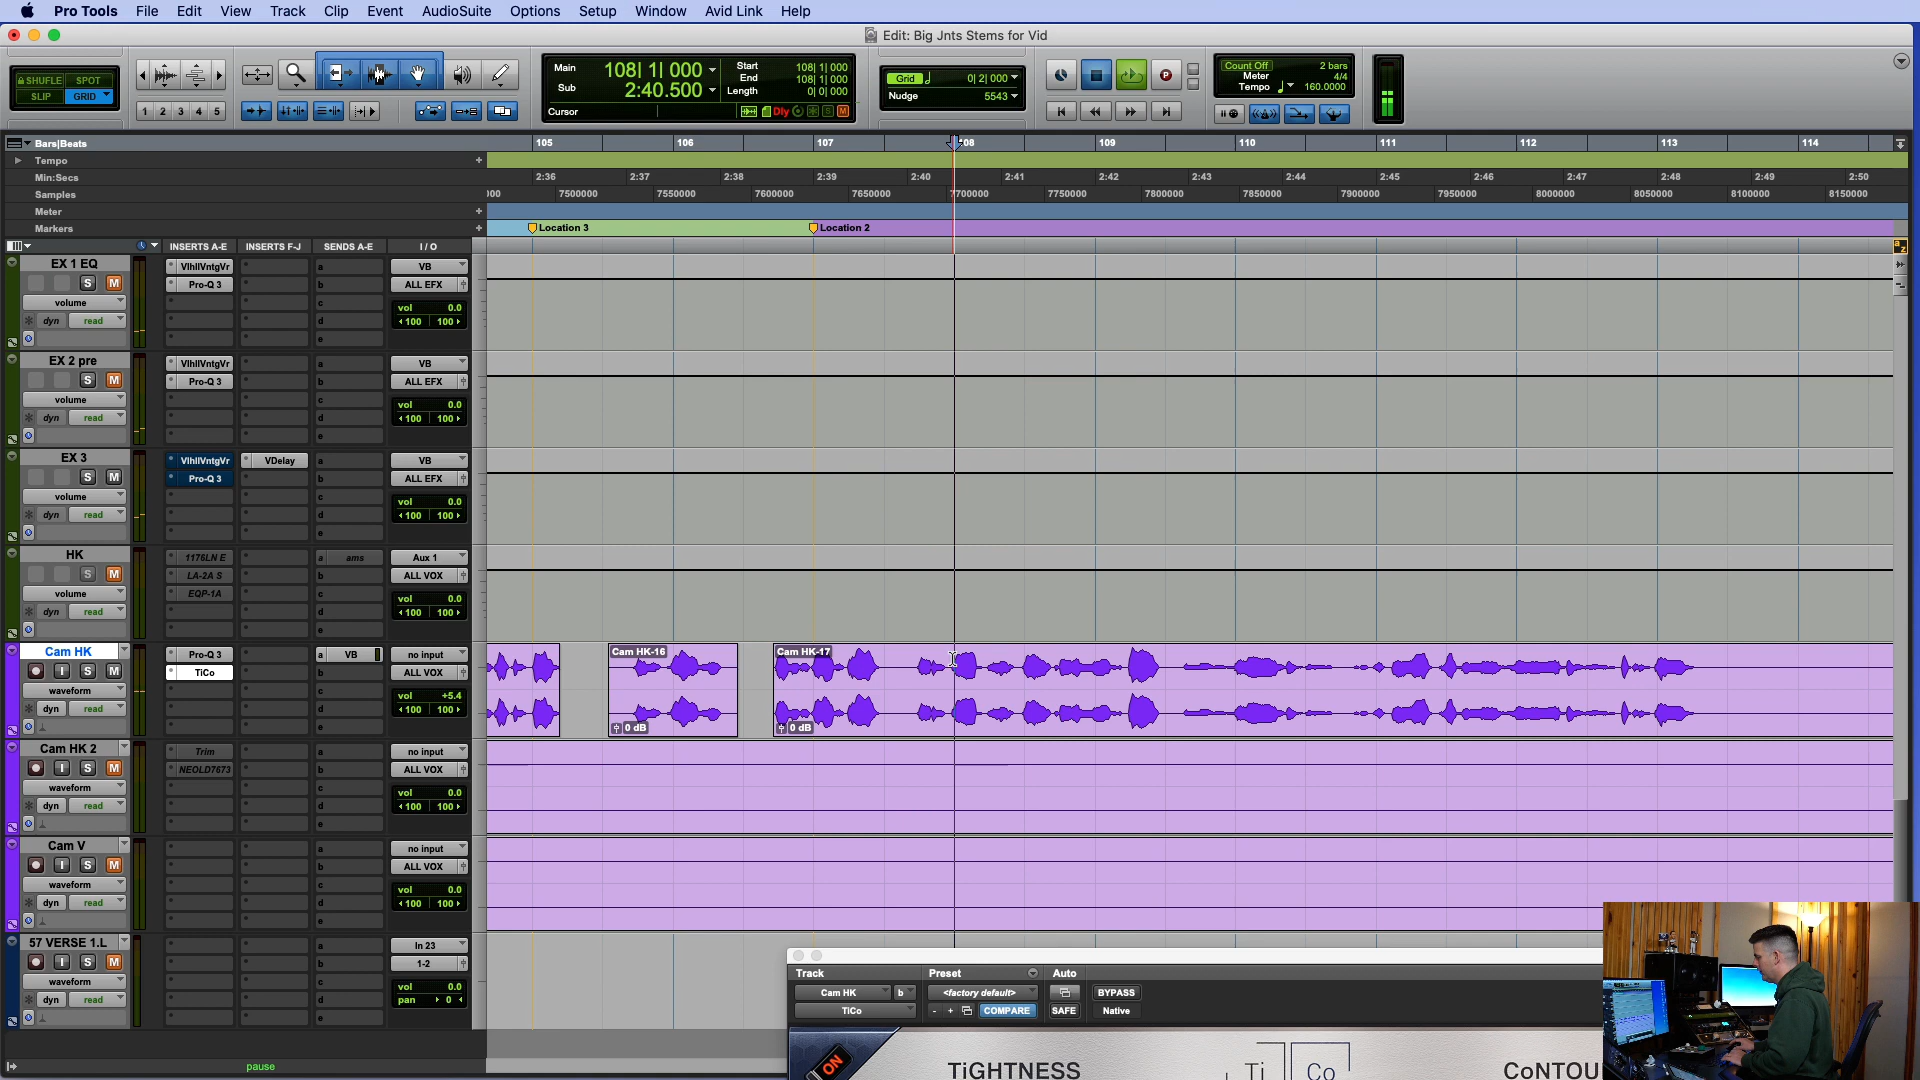 Pro Tools File Edit View Track Clip Event AudioSuite Options Setup Window Avid Link Help
Edit: Big Jnts Stems for Vid
SHUFLE SPOT
SLIP GRID
1 2 3 4 5
Main 108| 1| 000
Sub 2:40.500
Start 108| 1| 000
End 108| 1| 000
Length 0| 0| 000
Cursor
Dly S M
Grid 0| 2| 000
Nudge 5543
Count Off 2 bars
Meter 4/4
Tempo 160.0000
Bars|Beats 105 106 107 108 109 110 111 112 113 114
Tempo
Min:Secs 2:36 2:37 2:38 2:39 2:40 2:41 2:42 2:43 2:44 2:45 2:46 2:47 2:48 2:50
Samples 000 7500000 7550000 7600000 7650000 7700000 7750000 7800000 7850000 7900000 7950000 8000000 8050000 8100000 8150000
Meter
Markers Location 3 Location 2
INSERTS A-E INSERTS F-J SENDS A-E I / O
EX 1 EQ
S M
volume
dyn read
VlhllVntgVr
Pro-Q 3
a b c d e
VB
ALL EFX
vol 0.0
100 100
EX 2 pre
S M
volume
dyn read
VlhllVntgVr
Pro-Q 3
a b c d e
VB
ALL EFX
vol 0.0
100 100
EX 3
S M
volume
dyn read
VlhllVntgVr VDelay
Pro-Q 3
a b c d e
VB
ALL EFX
vol 0.0
100 100
HK
S M
volume
dyn read
1176LN E
LA-2A S
EQP-1A
a ams
b c d e
Aux 1
ALL VOX
vol 0.0
100 100
Cam HK
I S M
waveform
dyn read
Pro-Q 3
TiCo
a VB
b c d e
no input
ALL VOX
vol +5.4
100 100
Cam HK-16
0 dB
Cam HK-17
0 dB
Cam HK 2
I S M
waveform
dyn read
Trim
NEOLD7673
a b c d e
no input
ALL VOX
vol 0.0
100 100
Cam V
I S M
waveform
dyn read
a b c d e
no input
ALL VOX
vol 0.0
100 100
57 VERSE 1.L
I S M
waveform
dyn read
a b c d e
In 23
1-2
vol 0.0
pan 0
pause
Track Preset Auto
Cam HK b <factory default> BYPASS
TiCo - + COMPARE SAFE Native
ON
TiGHTNESS
Ti Co
CoNTOU